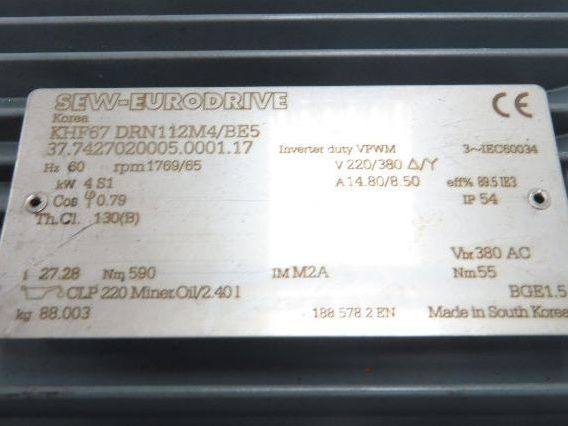 SEW-EURODRIVE
Korea
CE
KHF67 DRN112M4/BE5
37.7427020005.0001.17 Inverter duty VPWM 3~IEC60034
Hz 60 rpm 1769/65 V 220/380 Δ/Y
kW 4 S1 A 14.80/8.50 eff% 89.5 IE3
Cos φ 0.79 IP 54
Th.Cl. 130(B)
Vbr 380 AC
i 27.28 Nm 590 IM M2A Nm 55
CLP 220 Miner.Oil/2.40 l BGE1.5
kg 88.003 188 578 2 EN Made in South Korea